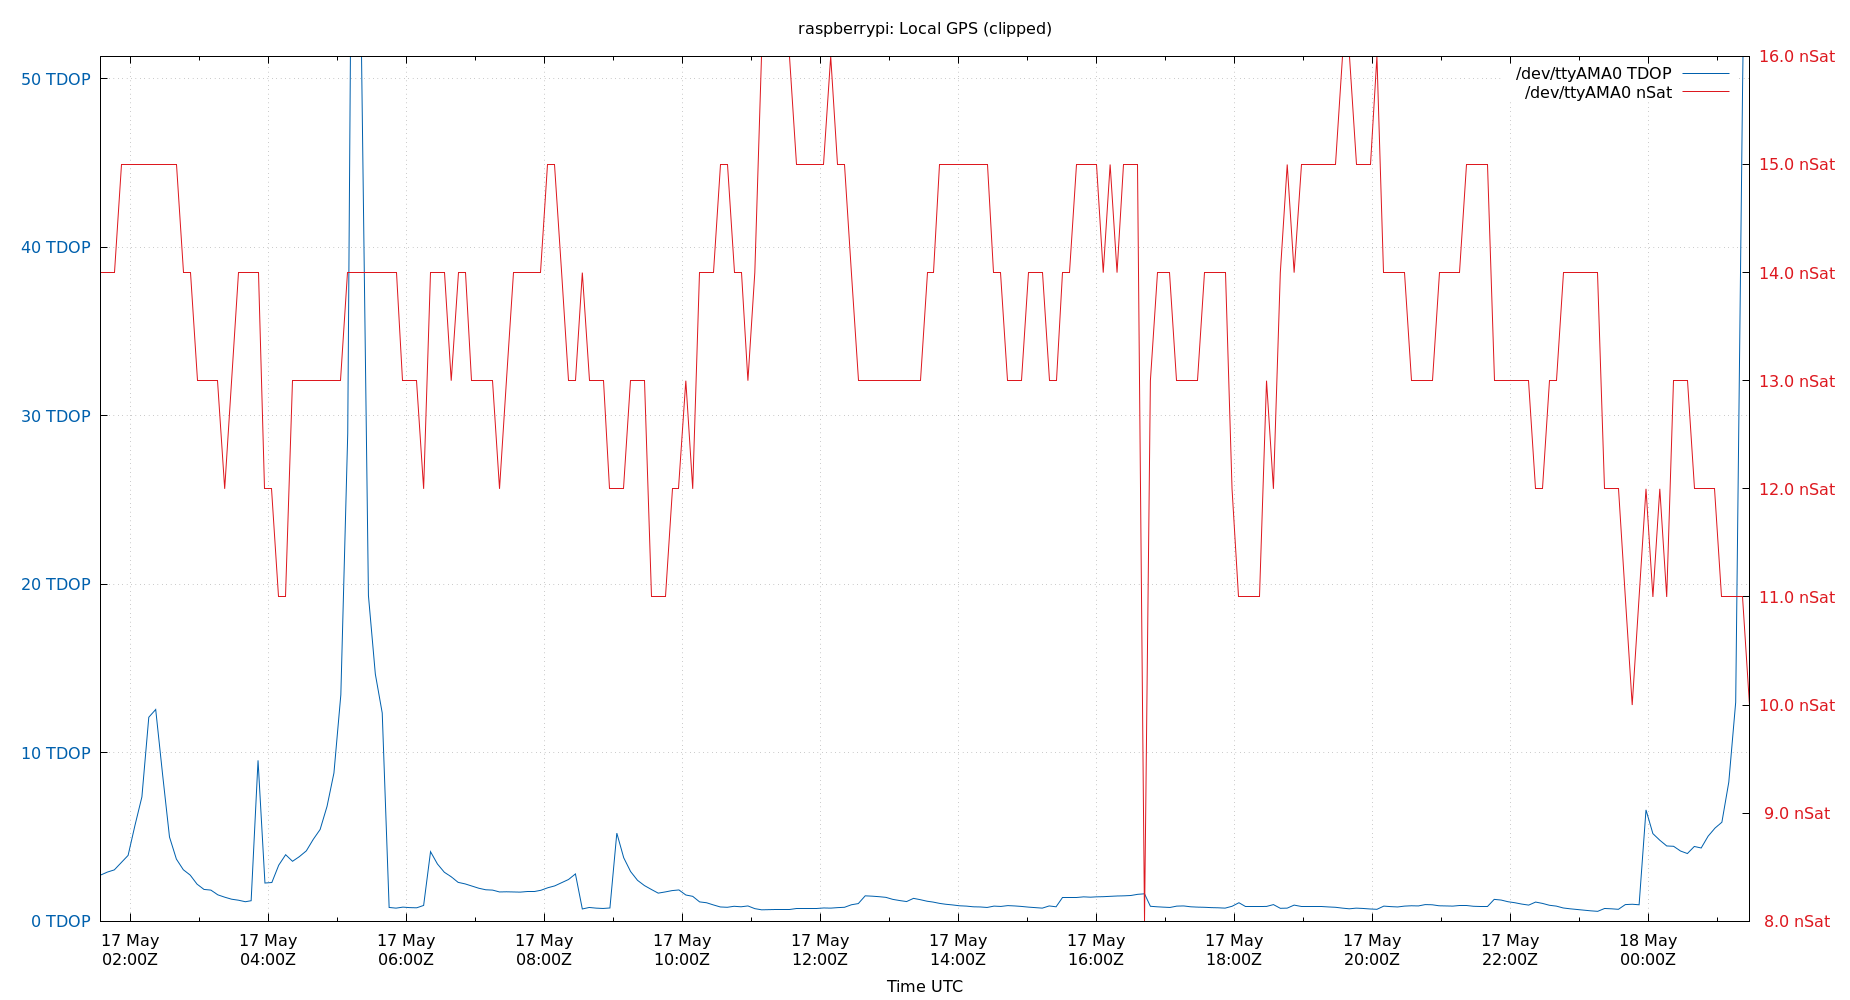 raspberrypi: Local GPS (clipped)
/dev/ttyAMA0 TDOP
/dev/ttyAMA0 nSat
50 TDOP
40 TDOP
30 TDOP
20 TDOP
10 TDOP
0 TDOP
16.0 nSat
15.0 nSat
14.0 nSat
13.0 nSat
12.0 nSat
11.0 nSat
10.0 nSat
9.0 nSat
8.0 nSat
17 May
02:00Z
17 May
04:00Z
17 May
06:00Z
17 May
08:00Z
17 May
10:00Z
17 May
12:00Z
17 May
14:00Z
17 May
16:00Z
17 May
18:00Z
17 May
20:00Z
17 May
22:00Z
18 May
00:00Z
Time UTC